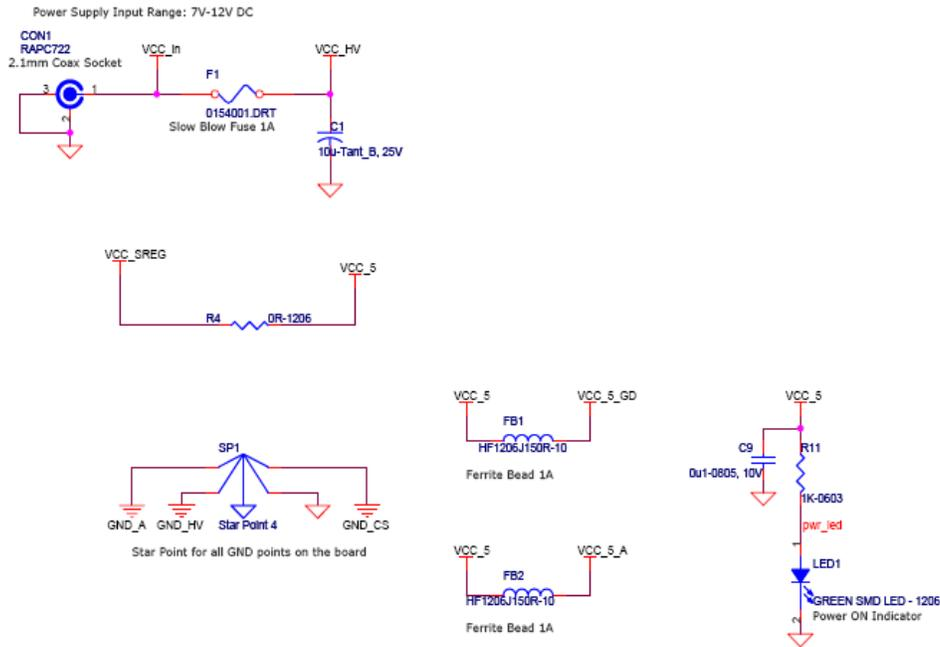 Power Supply Input Range: 7V-12V DC
CON1
RAPC722
2.1mm Coax Socket
VCC_In
VCC_HV
3
1
2
F1
0154001.DRT
Slow Blow Fuse 1A
C1
10u-Tant_B, 25V
VCC_SREG
VCC_5
R4
0R-1206
VCC_5
VCC_5_GD
FB1
HF1206J150R-10
Ferrite Bead 1A
VCC_5
C9
0u1-0805, 10V
R11
1K-0603
pwr_led
1
LED1
GREEN SMD LED - 1206
Power ON Indicator
2
SP1
GND_A
GND_HV
Star Point 4
GND_CS
Star Point for all GND points on the board
VCC_5
VCC_5_A
FB2
HF1206J150R-10
Ferrite Bead 1A